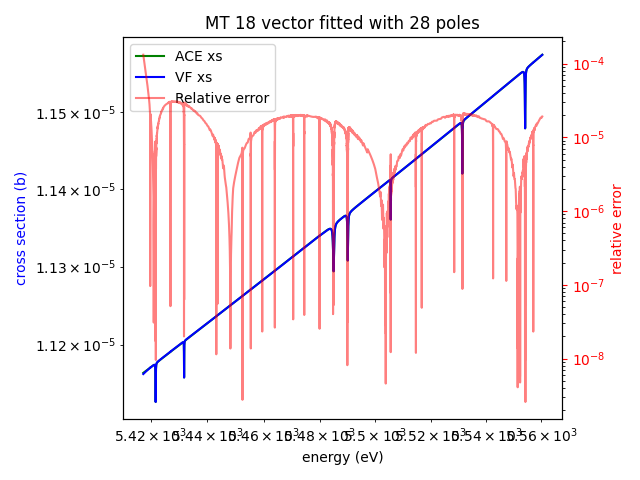 MT 18 vector fitted with 28 poles
ACE xs
VF xs
Relative error
cross section (b)
1.15 × 10⁻⁵
1.14 × 10⁻⁵
1.13 × 10⁻⁵
1.12 × 10⁻⁵
10⁻⁴
10⁻⁵
10⁻⁶
10⁻⁷
10⁻⁸
relative error
5.42 × 10³ 5.44 × 10³ 5.46 × 10³ 5.48 × 10³ 5.5 × 10³ 5.52 × 10³ 5.54 × 10³ 5.56 × 10³
energy (eV)